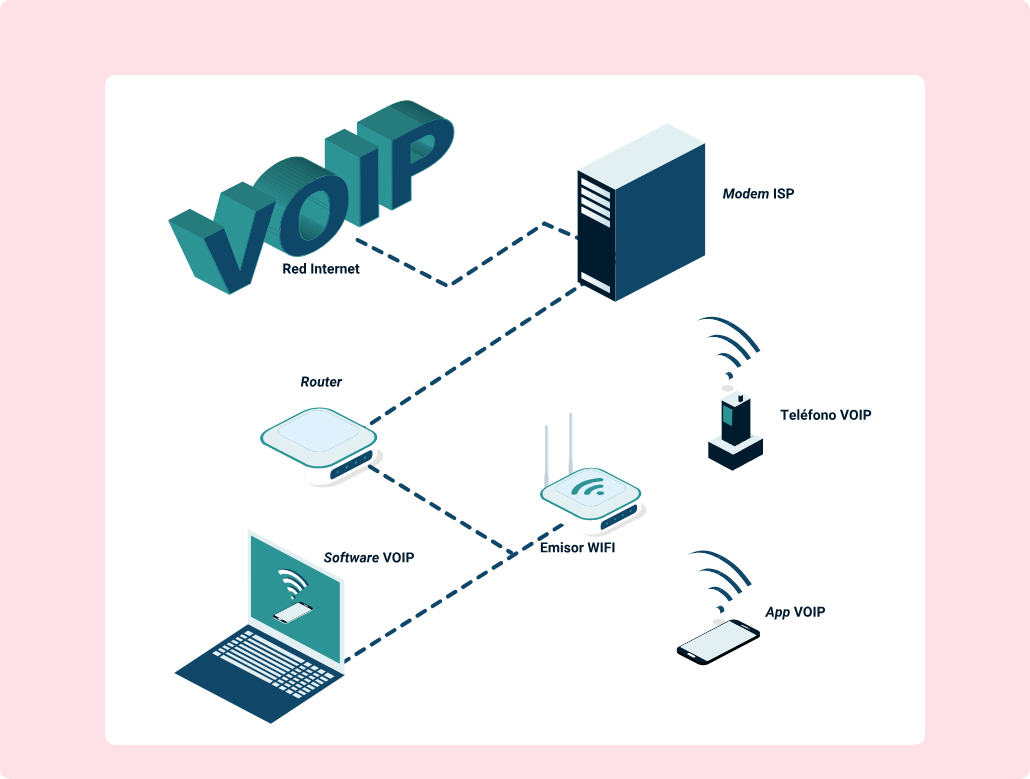 VOIP
Modem ISP
Red Internet
Router
Teléfono VOIP
Emisor WIFI
Software VOIP
App VOIP